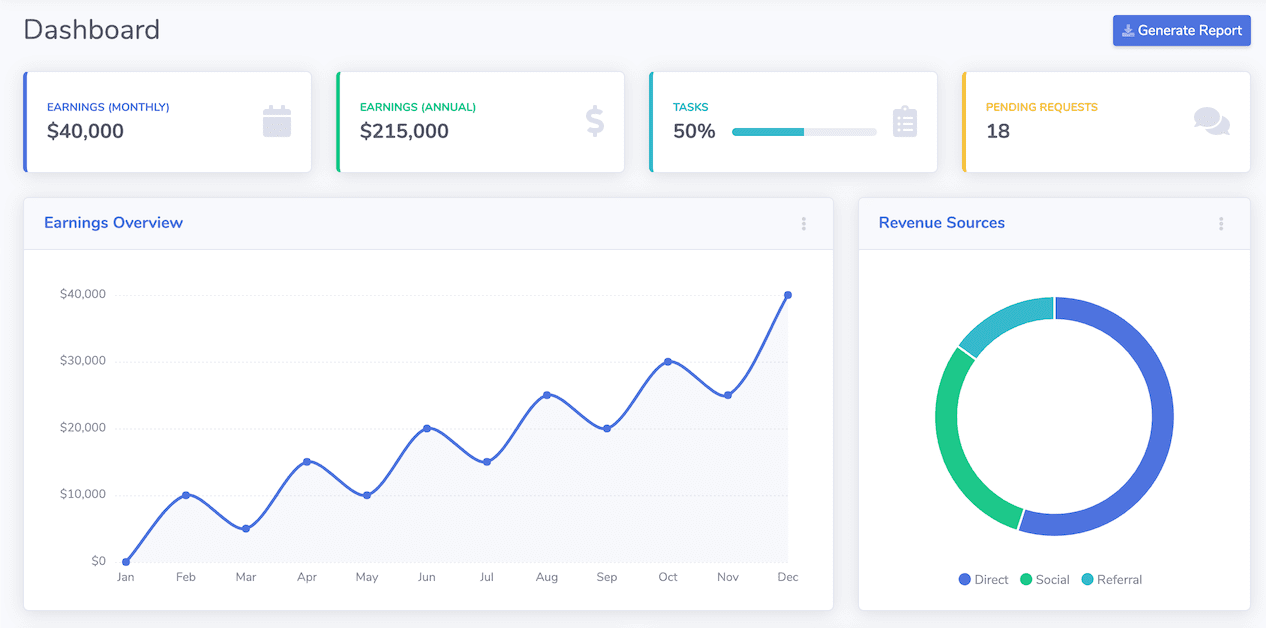 Dashboard
Generate Report
EARNINGS (MONTHLY)
$40,000
EARNINGS (ANNUAL)
$215,000
TASKS
50%
PENDING REQUESTS
18
Earnings Overview
$40,000
$30,000
$20,000
$10,000
$0
Jan Feb Mar Apr May Jun Jul Aug Sep Oct Nov Dec
Revenue Sources
Direct Social Referral